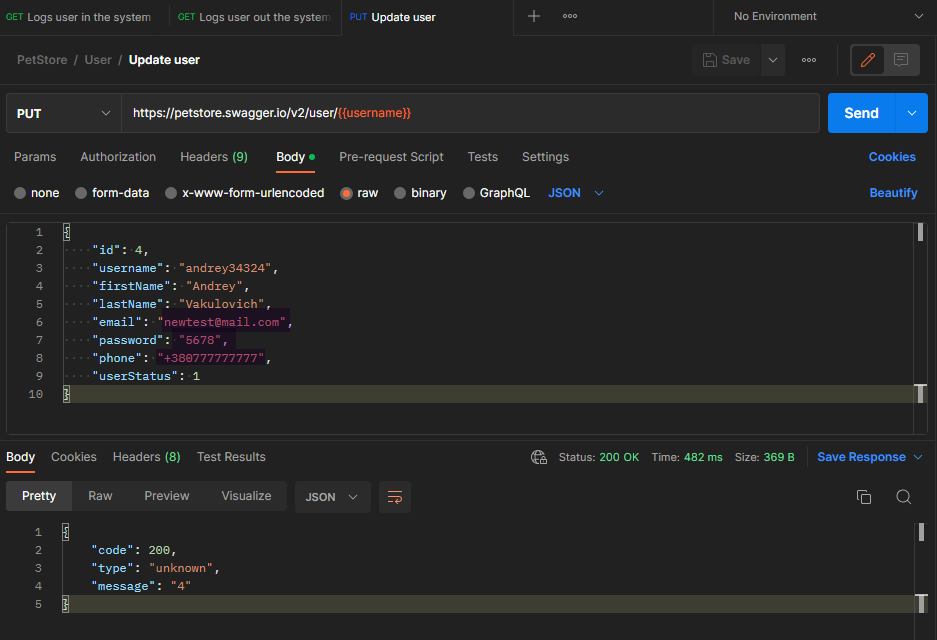 GET Logs user in the system GET Logs user out the system PUT Update user No Environment
PetStore / User / Update user Save
PUT https://petstore.swagger.io/v2/user/{{username}} Send
Params Authorization Headers (9) Body Pre-request Script Tests Settings Cookies
none form-data x-www-form-urlencoded raw binary GraphQL JSON Beautify
1 {
2 "id": 4,
3 "username": "andrey34324",
4 "firstName": "Andrey",
5 "lastName": "Vakulovich",
6 "email": "newtest@mail.com",
7 "password": "5678",
8 "phone": "+380777777777",
9 "userStatus": 1
10 }
Body Cookies Headers (8) Test Results Status: 200 OK Time: 482 ms Size: 369 B Save Response
Pretty Raw Preview Visualize JSON
1 {
2 "code": 200,
3 "type": "unknown",
4 "message": "4"
5 }